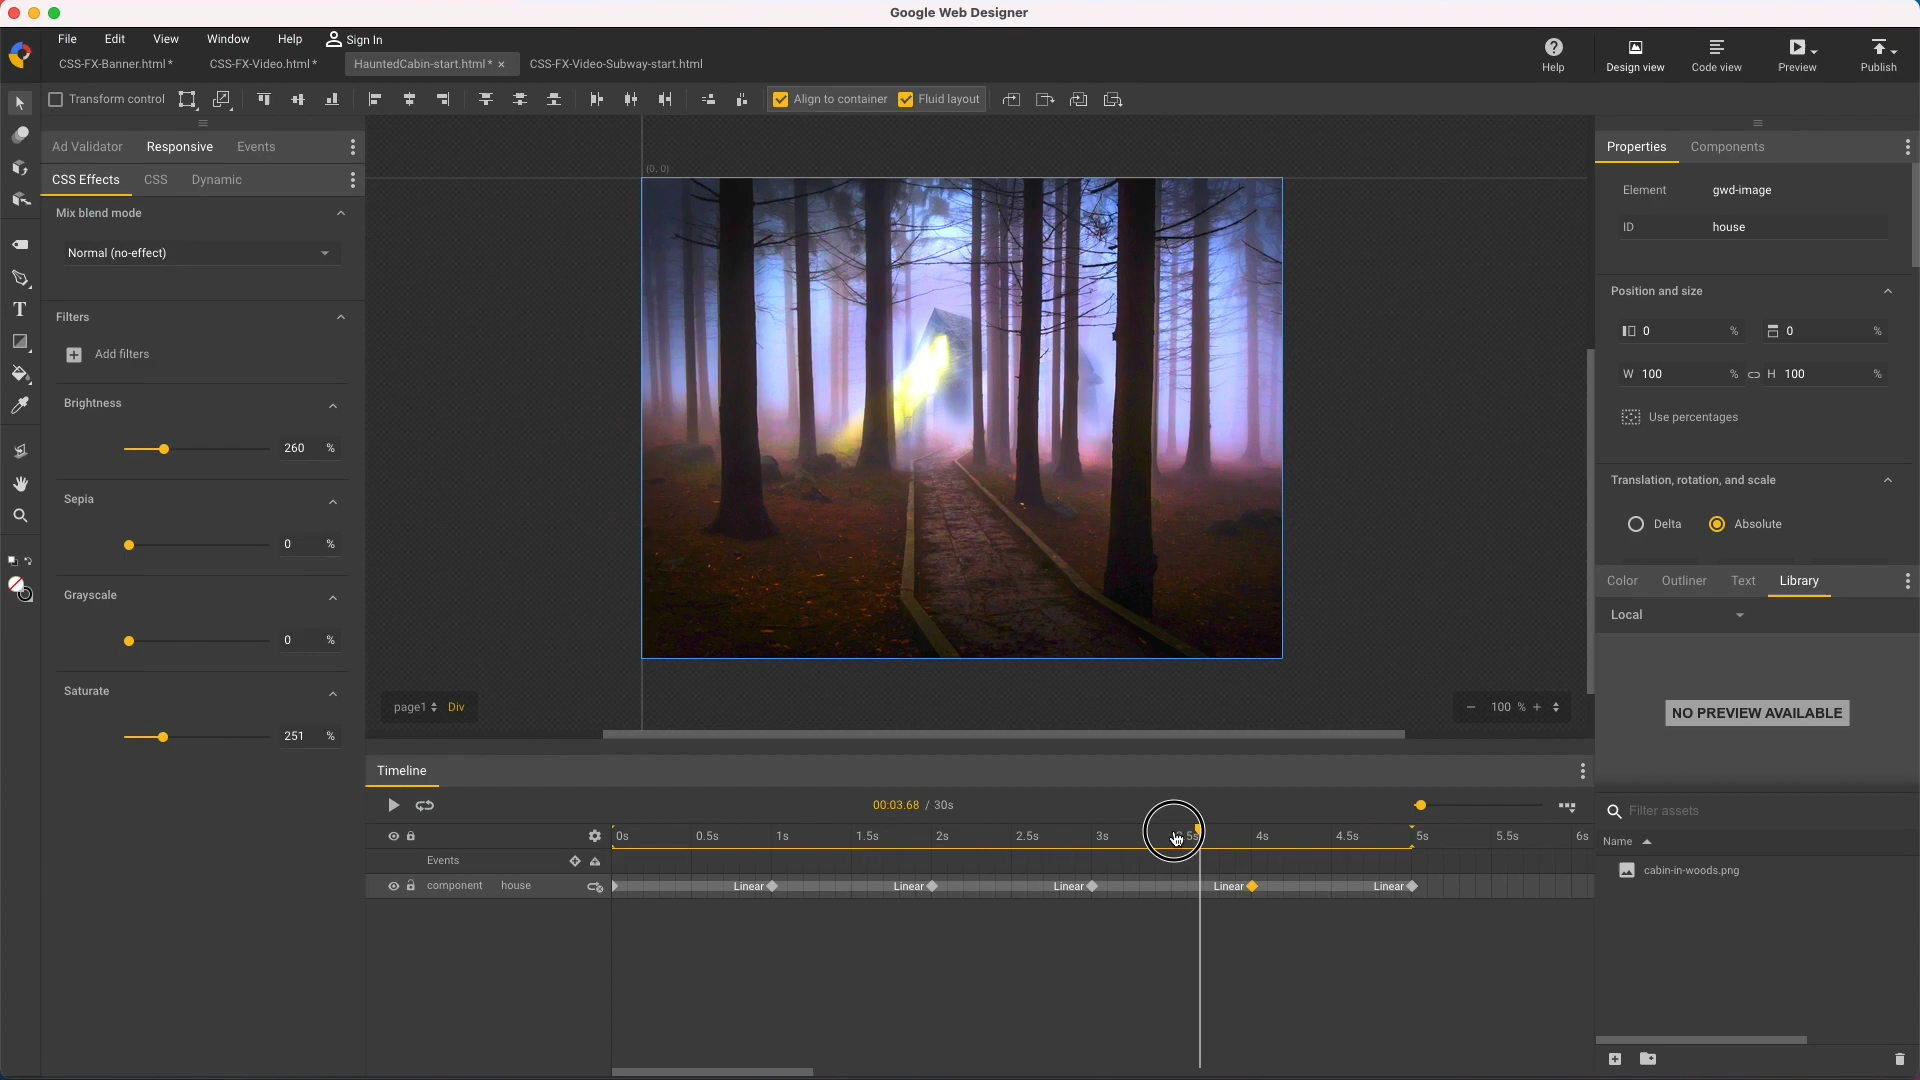 Google Web Designer
File Edit View Window Help Sign In
CSS-FX-Banner.html* CSS-FX-Video.html* HauntedCabin-start.html* × CSS-FX-Video-Subway-start.html
Help Design view Code view Preview Publish
Transform control Align to container Fluid layout
Ad Validator Responsive Events
CSS Effects CSS Dynamic
Mix blend mode
Normal (no-effect)
Filters
Add filters
Brightness
260 %
Sepia
0 %
Grayscale
0 %
Saturate
251 %
(0, 0)
page1 Div
100 %
Timeline
00:03.68 / 30s
0s 0.5s 1s 1.5s 2s 2.5s 3s 4s 4.5s 5s 5.5s 6s
Events
component house Linear Linear Linear Linear Linear
Properties Components
Element gwd-image
ID house
Position and size
0 % 0 %
W 100 % H 100 %
Use percentages
Translation, rotation, and scale
Delta Absolute
Color Outliner Text Library
Local
NO PREVIEW AVAILABLE
Filter assets
Name
cabin-in-woods.png